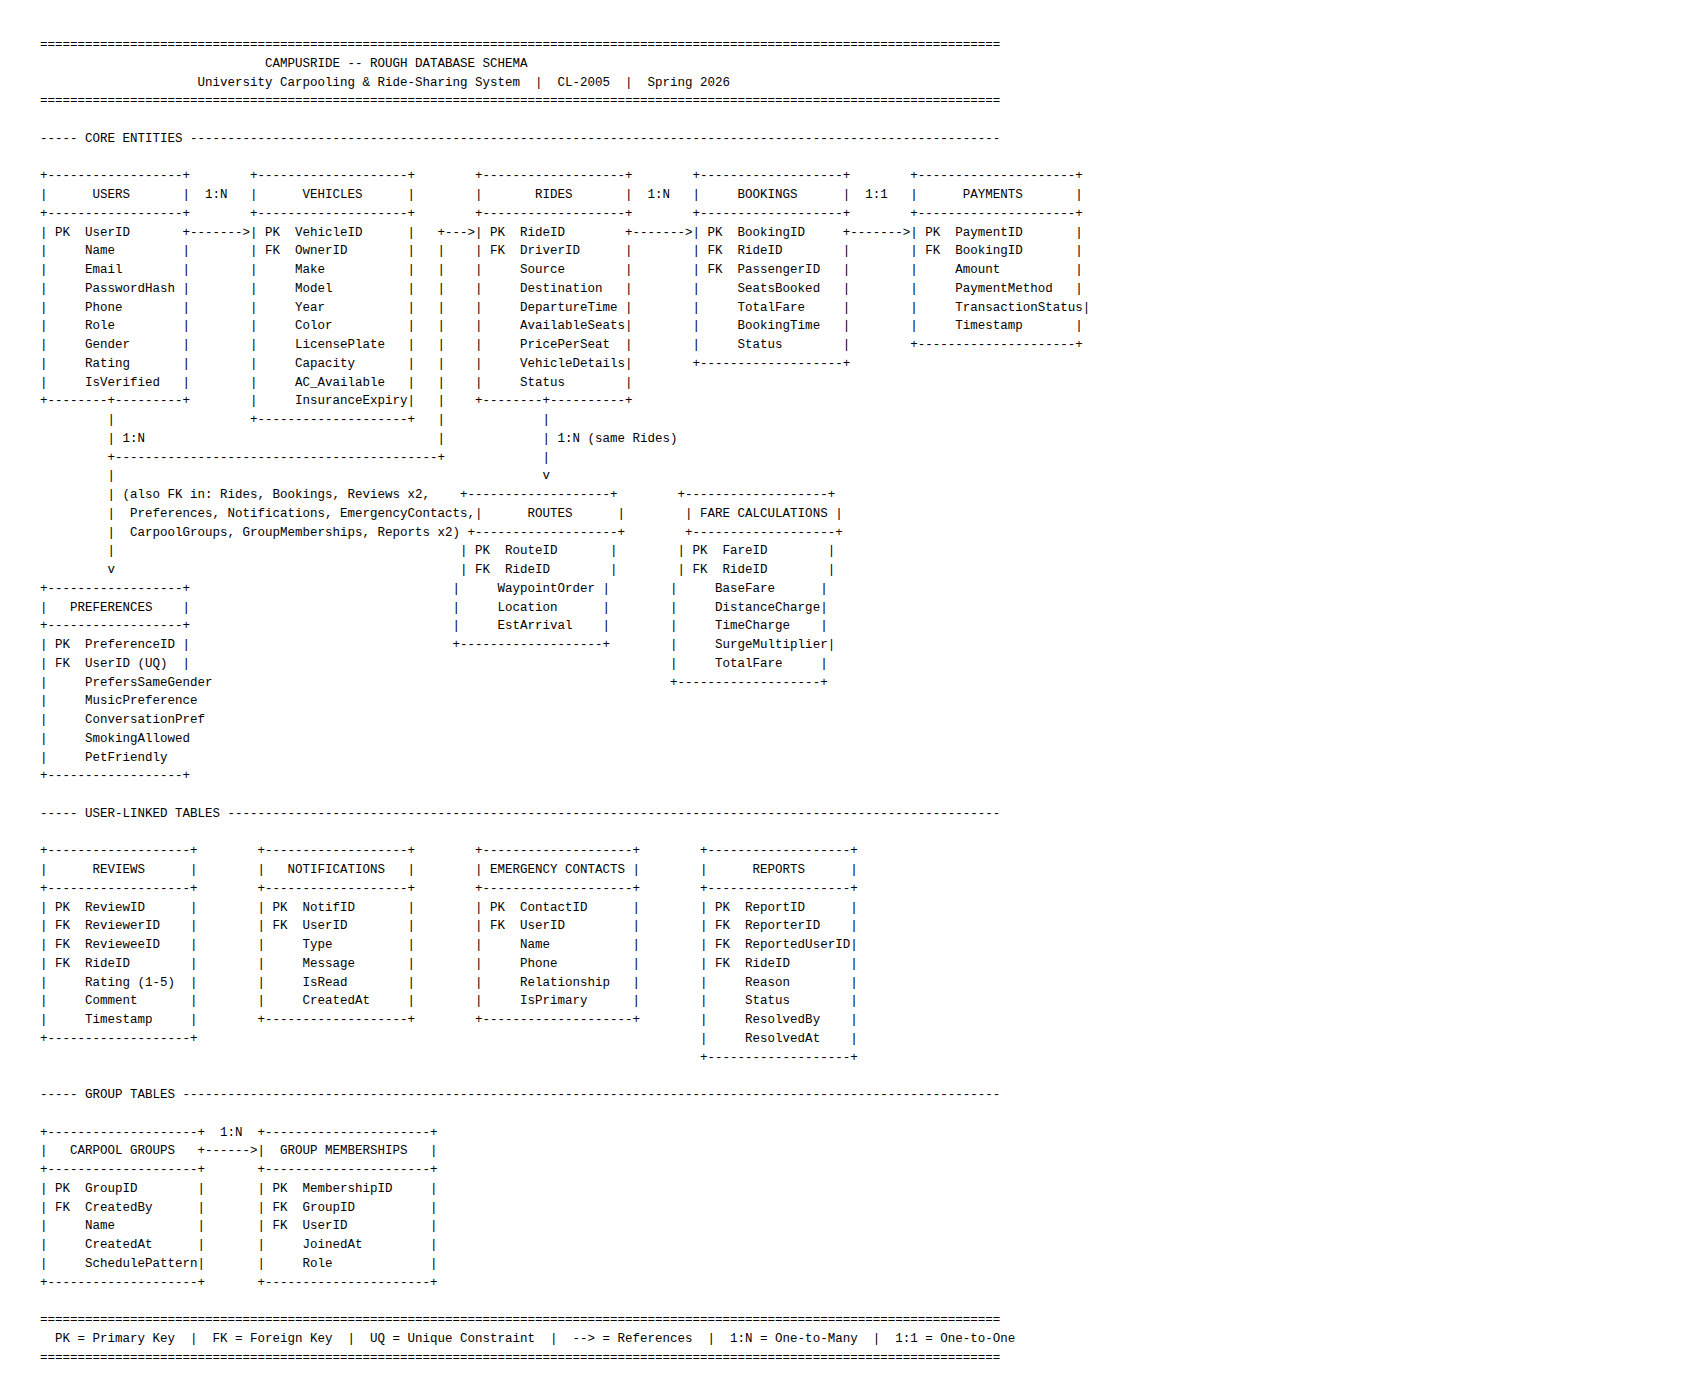 ================================================================================================================================
                              CAMPUSRIDE -- ROUGH DATABASE SCHEMA
                     University Carpooling & Ride-Sharing System  |  CL-2005  |  Spring 2026
================================================================================================================================

----- CORE ENTITIES ------------------------------------------------------------------------------------------------------------

+------------------+        +--------------------+        +-------------------+        +-------------------+        +---------------------+
|      USERS       |  1:N   |      VEHICLES      |        |       RIDES       |  1:N   |     BOOKINGS      |  1:1   |      PAYMENTS       |
+------------------+        +--------------------+        +-------------------+        +-------------------+        +---------------------+
| PK  UserID       +------->| PK  VehicleID      |   +--->| PK  RideID        +------->| PK  BookingID     +------->| PK  PaymentID       |
|     Name         |        | FK  OwnerID        |   |    | FK  DriverID      |        | FK  RideID        |        | FK  BookingID       |
|     Email        |        |     Make           |   |    |     Source        |        | FK  PassengerID   |        |     Amount          |
|     PasswordHash |        |     Model          |   |    |     Destination   |        |     SeatsBooked   |        |     PaymentMethod   |
|     Phone        |        |     Year           |   |    |     DepartureTime |        |     TotalFare     |        |     TransactionStatus|
|     Role         |        |     Color          |   |    |     AvailableSeats|        |     BookingTime   |        |     Timestamp       |
|     Gender       |        |     LicensePlate   |   |    |     PricePerSeat  |        |     Status        |        +---------------------+
|     Rating       |        |     Capacity       |   |    |     VehicleDetails|        +-------------------+
|     IsVerified   |        |     AC_Available   |   |    |     Status        |
+--------+---------+        |     InsuranceExpiry|   |    +--------+----------+
         |                  +--------------------+   |             |
         | 1:N                                       |             | 1:N (same Rides)
         +-------------------------------------------+             |
         |                                                         v
         | (also FK in: Rides, Bookings, Reviews x2,    +-------------------+        +-------------------+
         |  Preferences, Notifications, EmergencyContacts,|      ROUTES      |        | FARE CALCULATIONS |
         |  CarpoolGroups, GroupMemberships, Reports x2) +-------------------+        +-------------------+
         |                                              | PK  RouteID       |        | PK  FareID        |
         v                                              | FK  RideID        |        | FK  RideID        |
+------------------+                                   |     WaypointOrder |        |     BaseFare      |
|   PREFERENCES    |                                   |     Location      |        |     DistanceCharge|
+------------------+                                   |     EstArrival    |        |     TimeCharge    |
| PK  PreferenceID |                                   +-------------------+        |     SurgeMultiplier|
| FK  UserID (UQ)  |                                                                |     TotalFare     |
|     PrefersSameGender                                                             +-------------------+
|     MusicPreference
|     ConversationPref
|     SmokingAllowed
|     PetFriendly
+------------------+

----- USER-LINKED TABLES -------------------------------------------------------------------------------------------------------

+-------------------+        +-------------------+        +--------------------+        +-------------------+
|      REVIEWS      |        |   NOTIFICATIONS   |        | EMERGENCY CONTACTS |        |      REPORTS      |
+-------------------+        +-------------------+        +--------------------+        +-------------------+
| PK  ReviewID      |        | PK  NotifID       |        | PK  ContactID      |        | PK  ReportID      |
| FK  ReviewerID    |        | FK  UserID        |        | FK  UserID         |        | FK  ReporterID    |
| FK  RevieweeID    |        |     Type          |        |     Name           |        | FK  ReportedUserID|
| FK  RideID        |        |     Message       |        |     Phone          |        | FK  RideID        |
|     Rating (1-5)  |        |     IsRead        |        |     Relationship   |        |     Reason        |
|     Comment       |        |     CreatedAt     |        |     IsPrimary      |        |     Status        |
|     Timestamp     |        +-------------------+        +--------------------+        |     ResolvedBy    |
+-------------------+                                                                   |     ResolvedAt    |
                                                                                        +-------------------+

----- GROUP TABLES -------------------------------------------------------------------------------------------------------------

+--------------------+  1:N  +----------------------+
|   CARPOOL GROUPS   +------>|  GROUP MEMBERSHIPS   |
+--------------------+       +----------------------+
| PK  GroupID        |       | PK  MembershipID     |
| FK  CreatedBy      |       | FK  GroupID          |
|     Name           |       | FK  UserID           |
|     CreatedAt      |       |     JoinedAt         |
|     SchedulePattern|       |     Role             |
+--------------------+       +----------------------+

================================================================================================================================
  PK = Primary Key  |  FK = Foreign Key  |  UQ = Unique Constraint  |  --> = References  |  1:N = One-to-Many  |  1:1 = One-to-One
================================================================================================================================